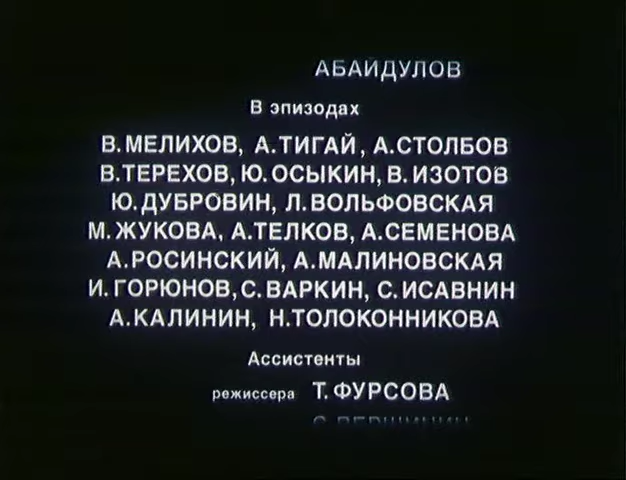 АБАЙДУЛОВ
В эпизодах
В. МЕЛИХОВ, А. ТИГАЙ, А. СТОЛБОВ
В. ТЕРЕХОВ, Ю. ОСЫКИН, В. ИЗОТОВ
Ю. ДУБРОВИН, Л. ВОЛЬФОВСКАЯ
М. ЖУКОВА, А. ТЕЛКОВ, А. СЕМЕНОВА
А. РОСИНСКИЙ, А. МАЛИНОВСКАЯ
И. ГОРЮНОВ, С. ВАРКИН, С. ИСАВНИН
А. КАЛИНИН, Н. ТОЛОКОННИКОВА
Ассистенты
режиссера Т. ФУРСОВА